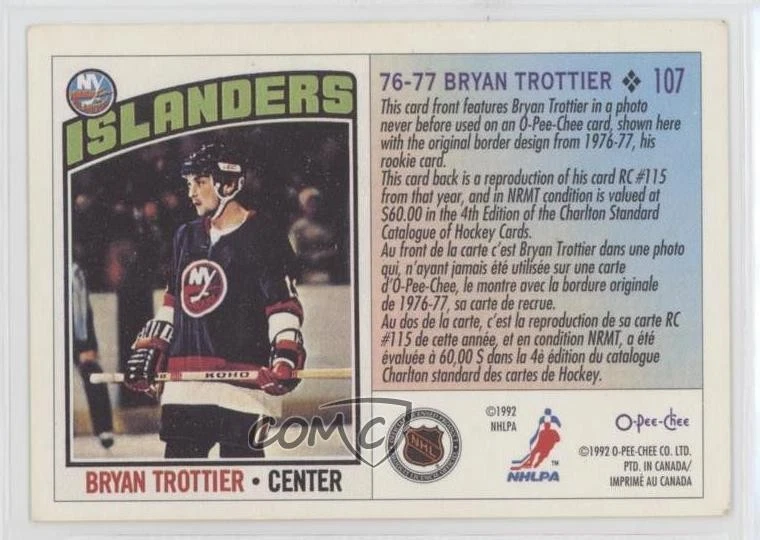 NY
ISLANDERS
NY
KOHO
BRYAN TROTTIER • CENTER
76-77 BRYAN TROTTIER ❖ 107
This card front features Bryan Trottier in a photo
never before used on an O-Pee-Chee card, shown here
with the original border design from 1976-77, his
rookie card.
This card back is a reproduction of his card RC #115
from that year, and in NRMT condition is valued at
$60.00 in the 4th Edition of the Charlton Standard
Catalogue of Hockey Cards.
Au front de la carte c'est Bryan Trottier dans une photo
qui, n'ayant jamais été utilisée sur une carte
d'O-Pee-Chee, le montre avec la bordure originale
de 1976-77, sa carte de recrue.
Au dos de la carte, c'est la reproduction de sa carte RC
#115 de cette année, et en condition NRMT, a été
évaluée à 60,00 $ dans la 4è édition du catalogue
Charlton standard des cartes de Hockey.
COMC
NHL
©1992
NHLPA
NHLPA
TM
O-Pee-Chee
©1992 O-PEE-CHEE CO. LTD.
PTD. IN CANADA/
IMPRIMÉ AU CANADA